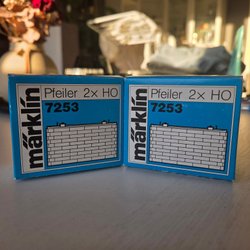 märklin
Pfeiler 2x HO
7253
märklin
Pfeiler 2x HO
7253